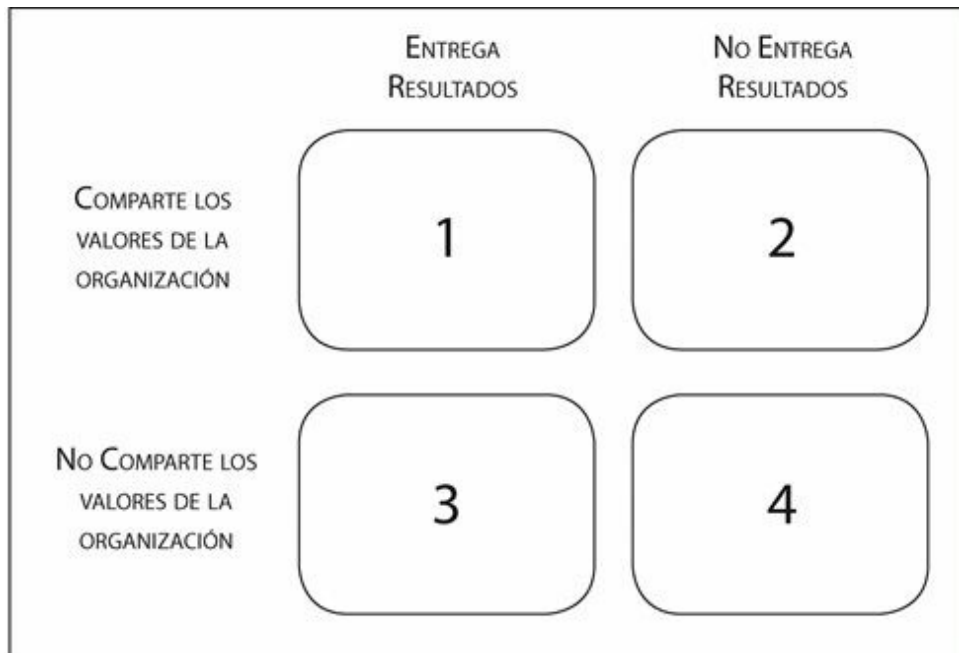 Entrega
Resultados
No Entrega
Resultados
Comparte los
valores de la
organización
1
2
No Comparte los
valores de la
organización
3
4